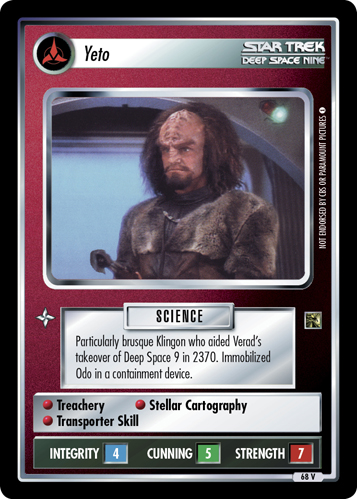 Yeto
STAR TREK
DEEP SPACE NINE™
NOT ENDORSED BY CBS OR PARAMOUNT PICTURES
SCIENCE
Particularly brusque Klingon who aided Verad's
takeover of Deep Space 9 in 2370. Immobilized
Odo in a containment device.
• Treachery • Stellar Cartography
• Transporter Skill
INTEGRITY 4 CUNNING 5 STRENGTH 7
68 V